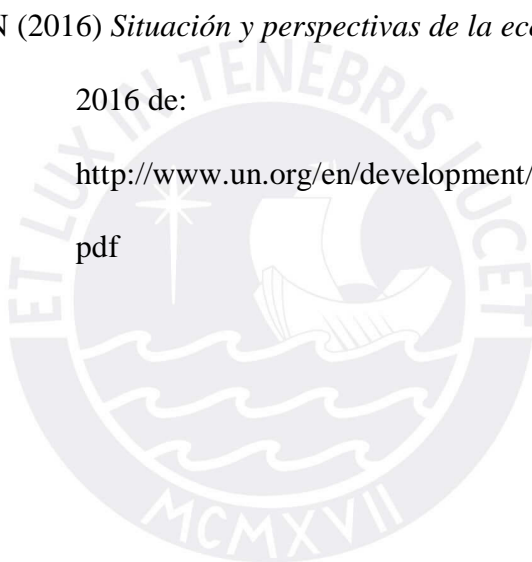 N (2016) Situación y perspectivas de la
2016 de:
http://www.un.org/en/development/
pdf
ET LUX IN TENEBRIS LUCET
MCMXVII